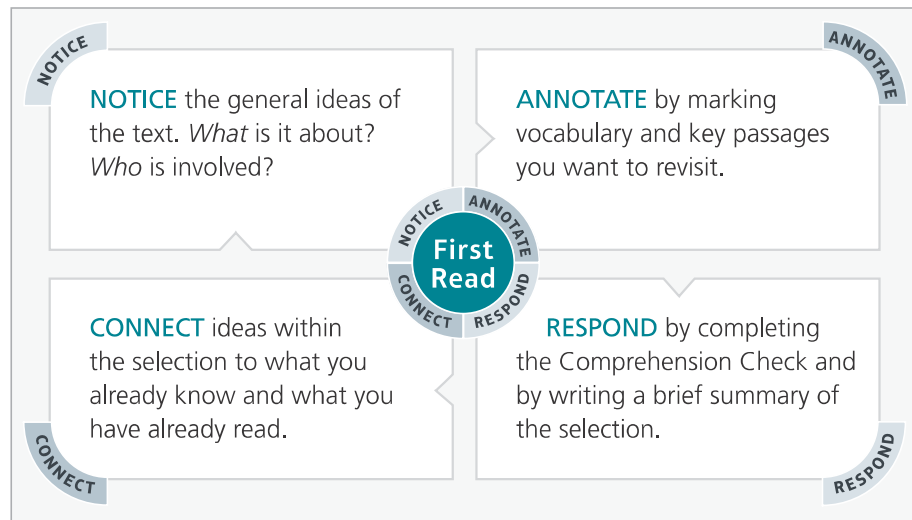 NOTICE
NOTICE the general ideas of
the text. What is it about?
Who is involved?
ANNOTATE
ANNOTATE by marking
vocabulary and key passages
you want to revisit.
NOTICE
ANNOTATE
First
Read
CONNECT
RESPOND
CONNECT ideas within
the selection to what you
already know and what you
have already read.
CONNECT
RESPOND by completing
the Comprehension Check and
by writing a brief summary of
the selection.
RESPOND